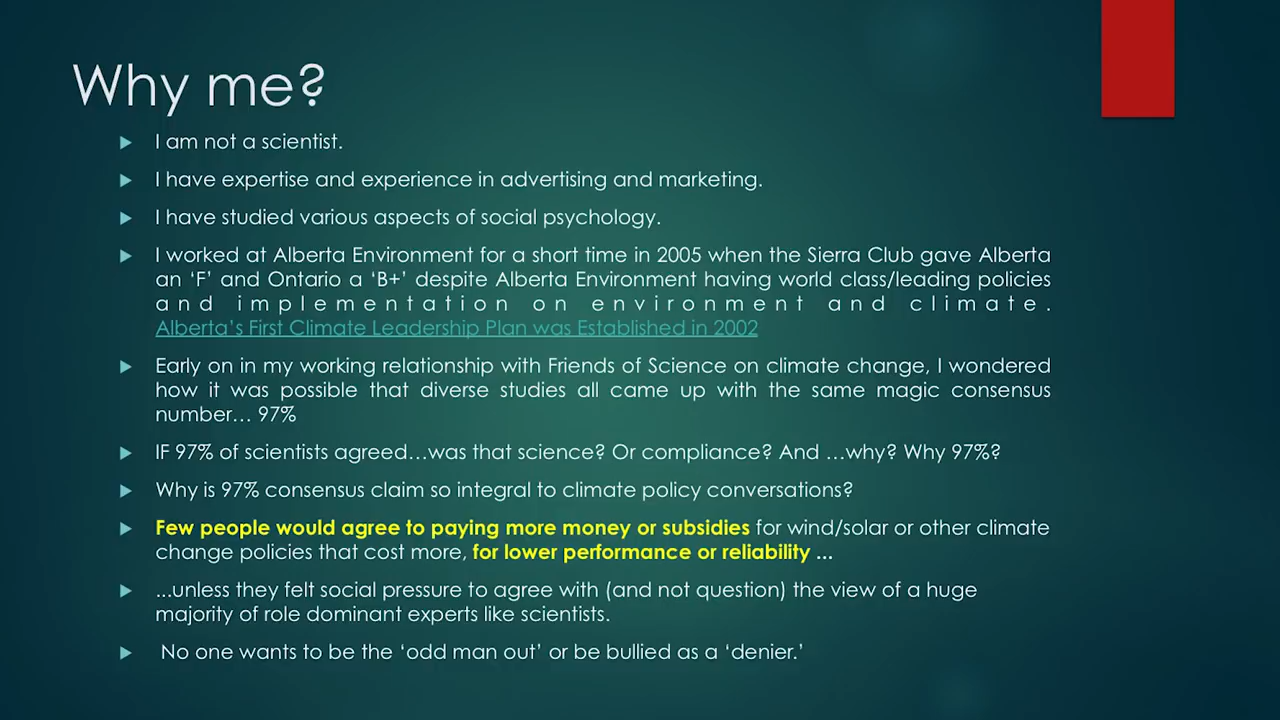 Why me?
I am not a scientist.
I have expertise and experience in advertising and marketing.
I have studied various aspects of social psychology.
I worked at Alberta Environment for a short time in 2005 when the Sierra Club gave Alberta
an ‘F’ and Ontario a ‘B+’ despite Alberta Environment having world class/leading policies
and implementation on environment and climate.
Alberta’s First Climate Leadership Plan was Established in 2002
Early on in my working relationship with Friends of Science on climate change, I wondered
how it was possible that diverse studies all came up with the same magic consensus
number… 97%
IF 97% of scientists agreed…was that science? Or compliance? And …why? Why 97%?
Why is 97% consensus claim so integral to climate policy conversations?
Few people would agree to paying more money or subsidies for wind/solar or other climate
change policies that cost more, for lower performance or reliability ...
...unless they felt social pressure to agree with (and not question) the view of a huge
majority of role dominant experts like scientists.
No one wants to be the ‘odd man out’ or be bullied as a ‘denier.’